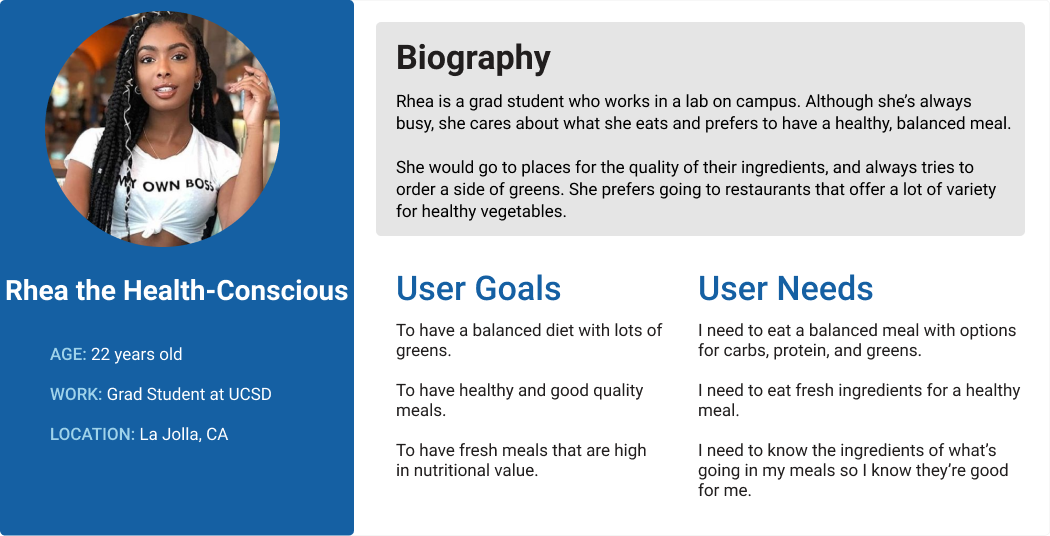 MY OWN BOSS
Rhea the Health-Conscious
AGE: 22 years old
WORK: Grad Student at UCSD
LOCATION: La Jolla, CA
Biography
Rhea is a grad student who works in a lab on campus. Although she’s always
busy, she cares about what she eats and prefers to have a healthy, balanced meal.
She would go to places for the quality of their ingredients, and always tries to
order a side of greens. She prefers going to restaurants that offer a lot of variety
for healthy vegetables.
User Goals
To have a balanced diet with lots of
greens.
To have healthy and good quality
meals.
To have fresh meals that are high
in nutritional value.
User Needs
I need to eat a balanced meal with options
for carbs, protein, and greens.
I need to eat fresh ingredients for a healthy
meal.
I need to know the ingredients of what’s
going in my meals so I know they’re good
for me.